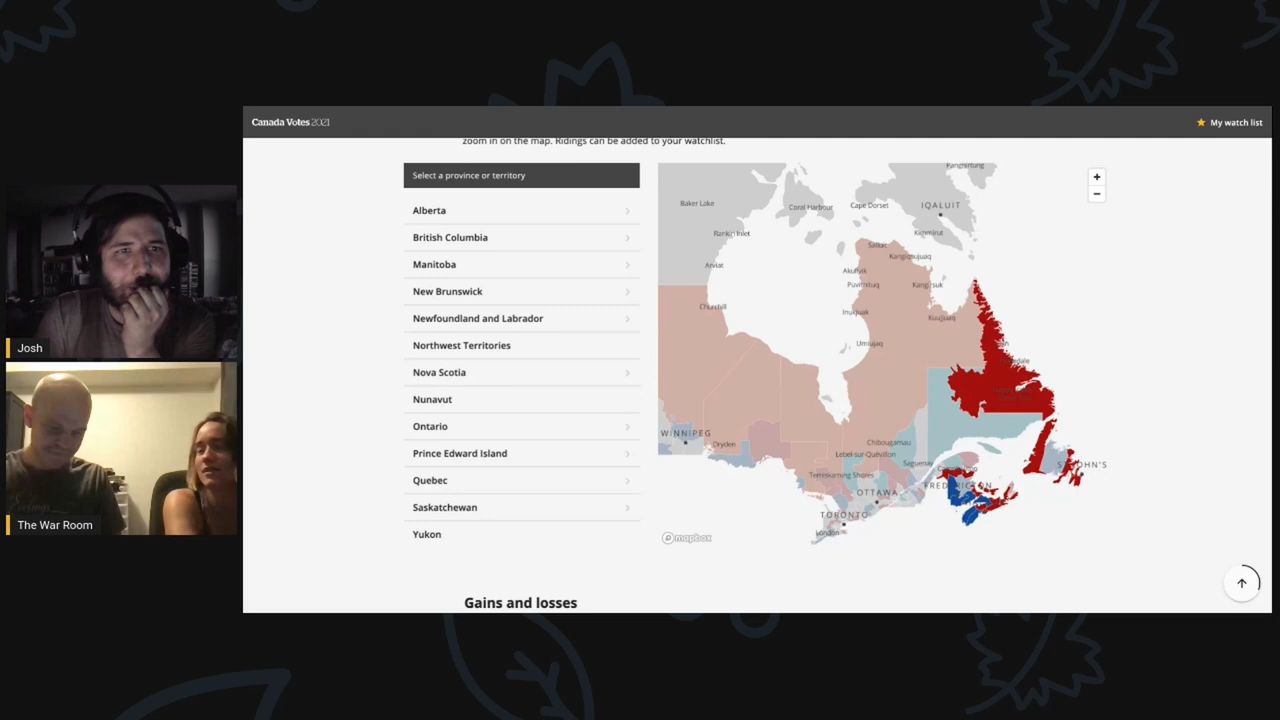 Canada Votes 2021
My watch list
zoom in on the map. Ridings can be added to your watchlist.
Select a province or territory
Alberta
British Columbia
Manitoba
New Brunswick
Newfoundland and Labrador
Northwest Territories
Nova Scotia
Nunavut
Ontario
Prince Edward Island
Quebec
Saskatchewan
Yukon
+
−
Pangnirtung
Baker Lake
Coral Harbour
Cape Dorset
IQALUIT
Rankin Inlet
Kimmirut
Salluit
Kangiqsujuaq
Arviat
Akulivik
Puvirnituq
Kangirsuk
Churchill
Inukjuak
Kuujjuaq
Umiujaq
WINNIPEG
Dryden
Chibougamau
Lebel-sur-Quévillon
Saguenay
Temiskaming Shores
ST. JOHN'S
FREDERICTON
OTTAWA
TORONTO
London
mapbox
Gains and losses
Josh
The War Room